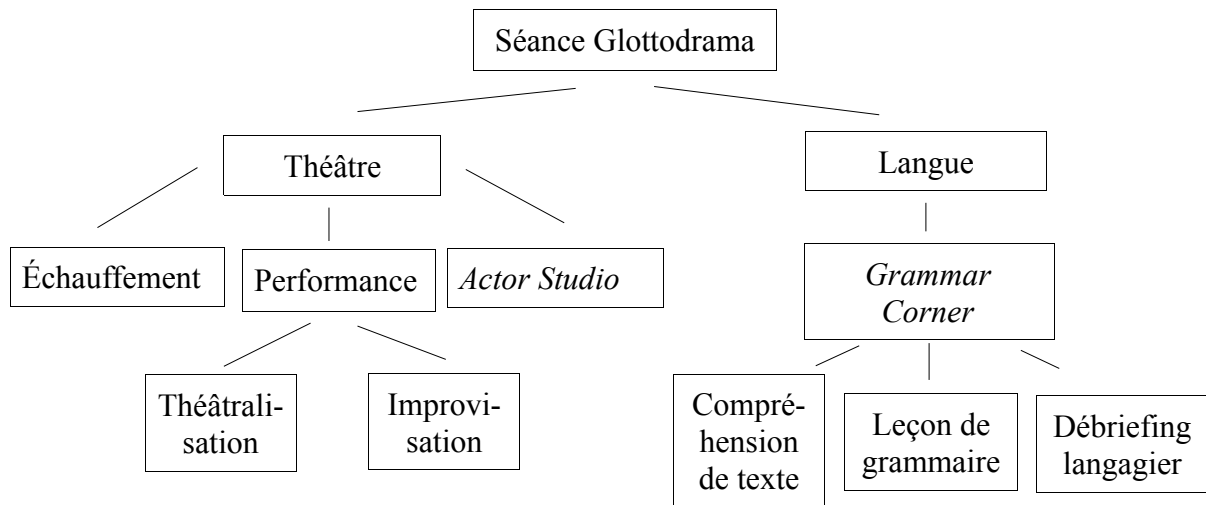 Séance Glottodrama
Théâtre
Langue
Échauffement
Performance
Actor Studio
Grammar
Corner
Théâtrali-
sation
Improvi-
sation
Compré-
hension
de texte
Leçon de
grammaire
Débriefing
langagier